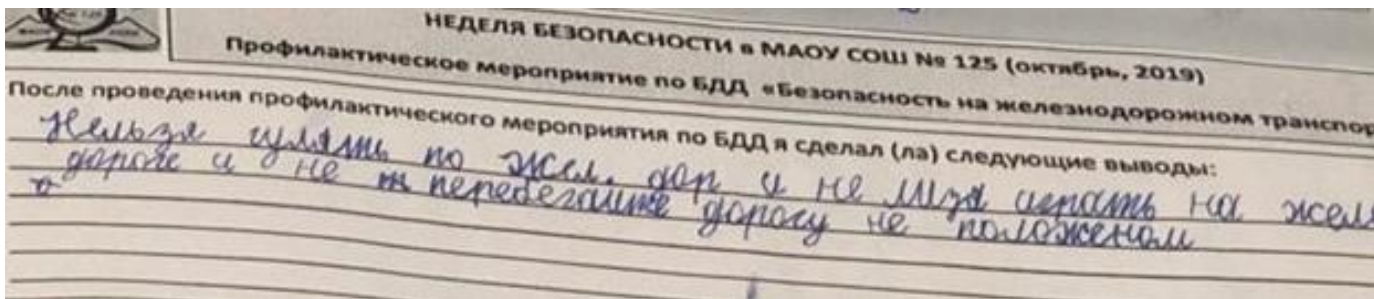 НЕДЕЛЯ БЕЗОПАСНОСТИ в МАОУ СОШ № 125 (октябрь, 2019)
Профилактическое мероприятие по БДД «Безопасность на железнодорожном транспор
После проведения профилактического мероприятия по БДД я сделал (ла) следующие выводы:
Нельзя гулять по жел. дор и не льзя играть на желе
дороге и не перебегайте дорогу не положеном